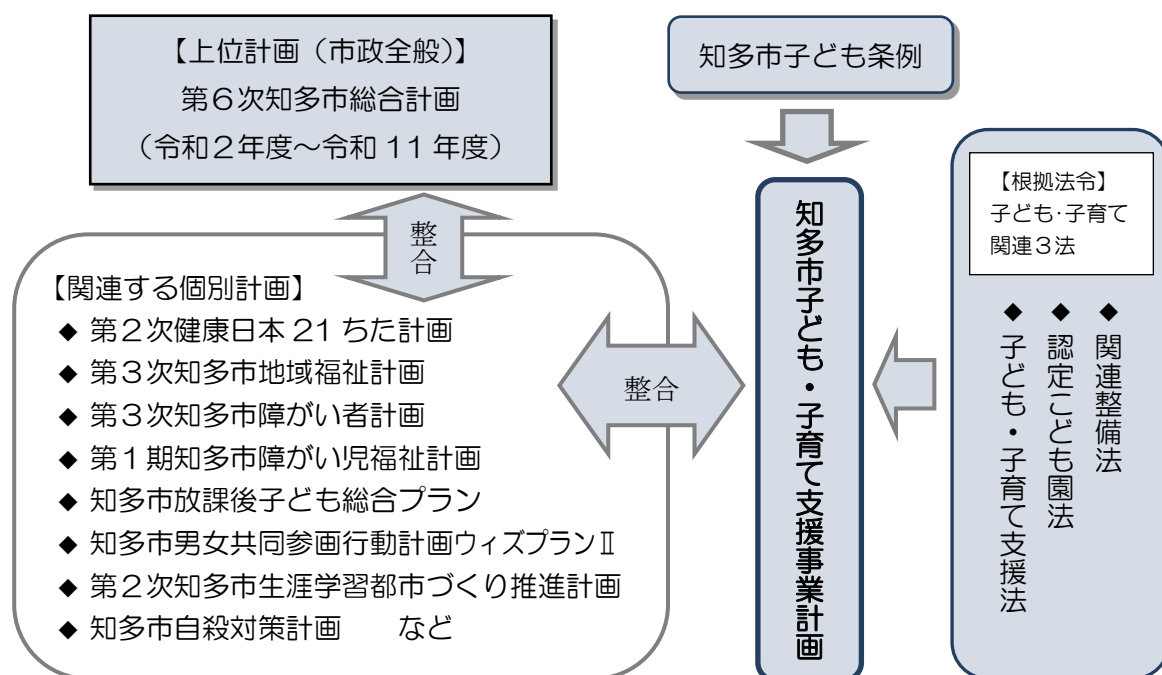 【上位計画（市政全般）】
第６次知多市総合計画
（令和２年度～令和 11 年度）
知多市子ども条例
整合
【関連する個別計画】
◆ 第２次健康日本 21 ちた計画
◆ 第３次知多市地域福祉計画
◆ 第３次知多市障がい者計画
◆ 第１期知多市障がい児福祉計画
◆ 知多市放課後子ども総合プラン
◆ 知多市男女共同参画行動計画ウィズプランⅡ
◆ 第２次知多市生涯学習都市づくり推進計画
◆ 知多市自殺対策計画　　など
整合
知多市子ども・子育て支援事業計画
【根拠法令】
子ども･子育て
関連３法
◆ 関連整備法
◆ 認定こども園法
◆ 子ども・子育て支援法